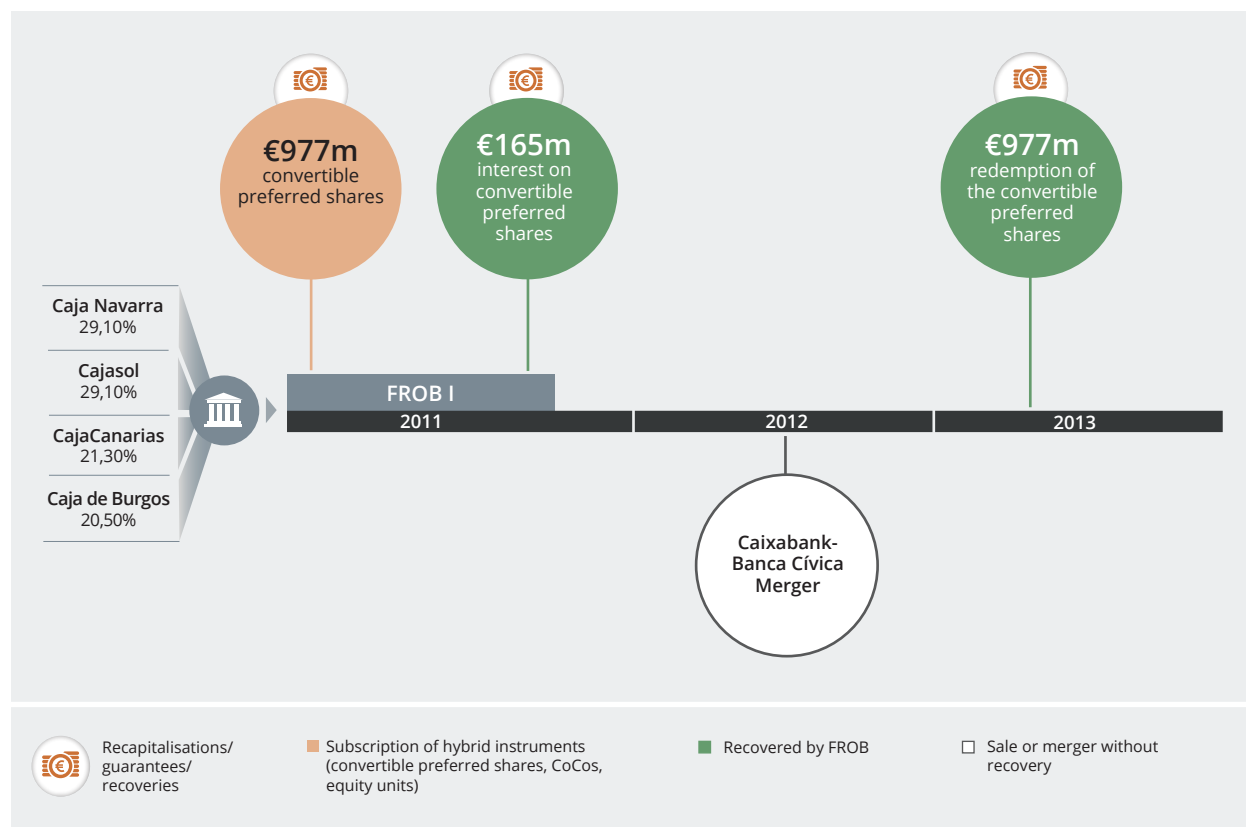 €977m
convertible
preferred shares
€165m
interest on
convertible
preferred
shares
€977m
redemption of
the convertible
preferred
shares
Caja Navarra
29,10%
Cajasol
29,10%
CajaCanarias
21,30%
Caja de Burgos
20,50%
FROB I
2011
2012
2013
Caixabank-
Banca Cívica
Merger
Recapitalisations/
guarantees/
recoveries
Subscription of hybrid instruments
(convertible preferred shares, CoCos,
equity units)
Recovered by FROB
Sale or merger without
recovery